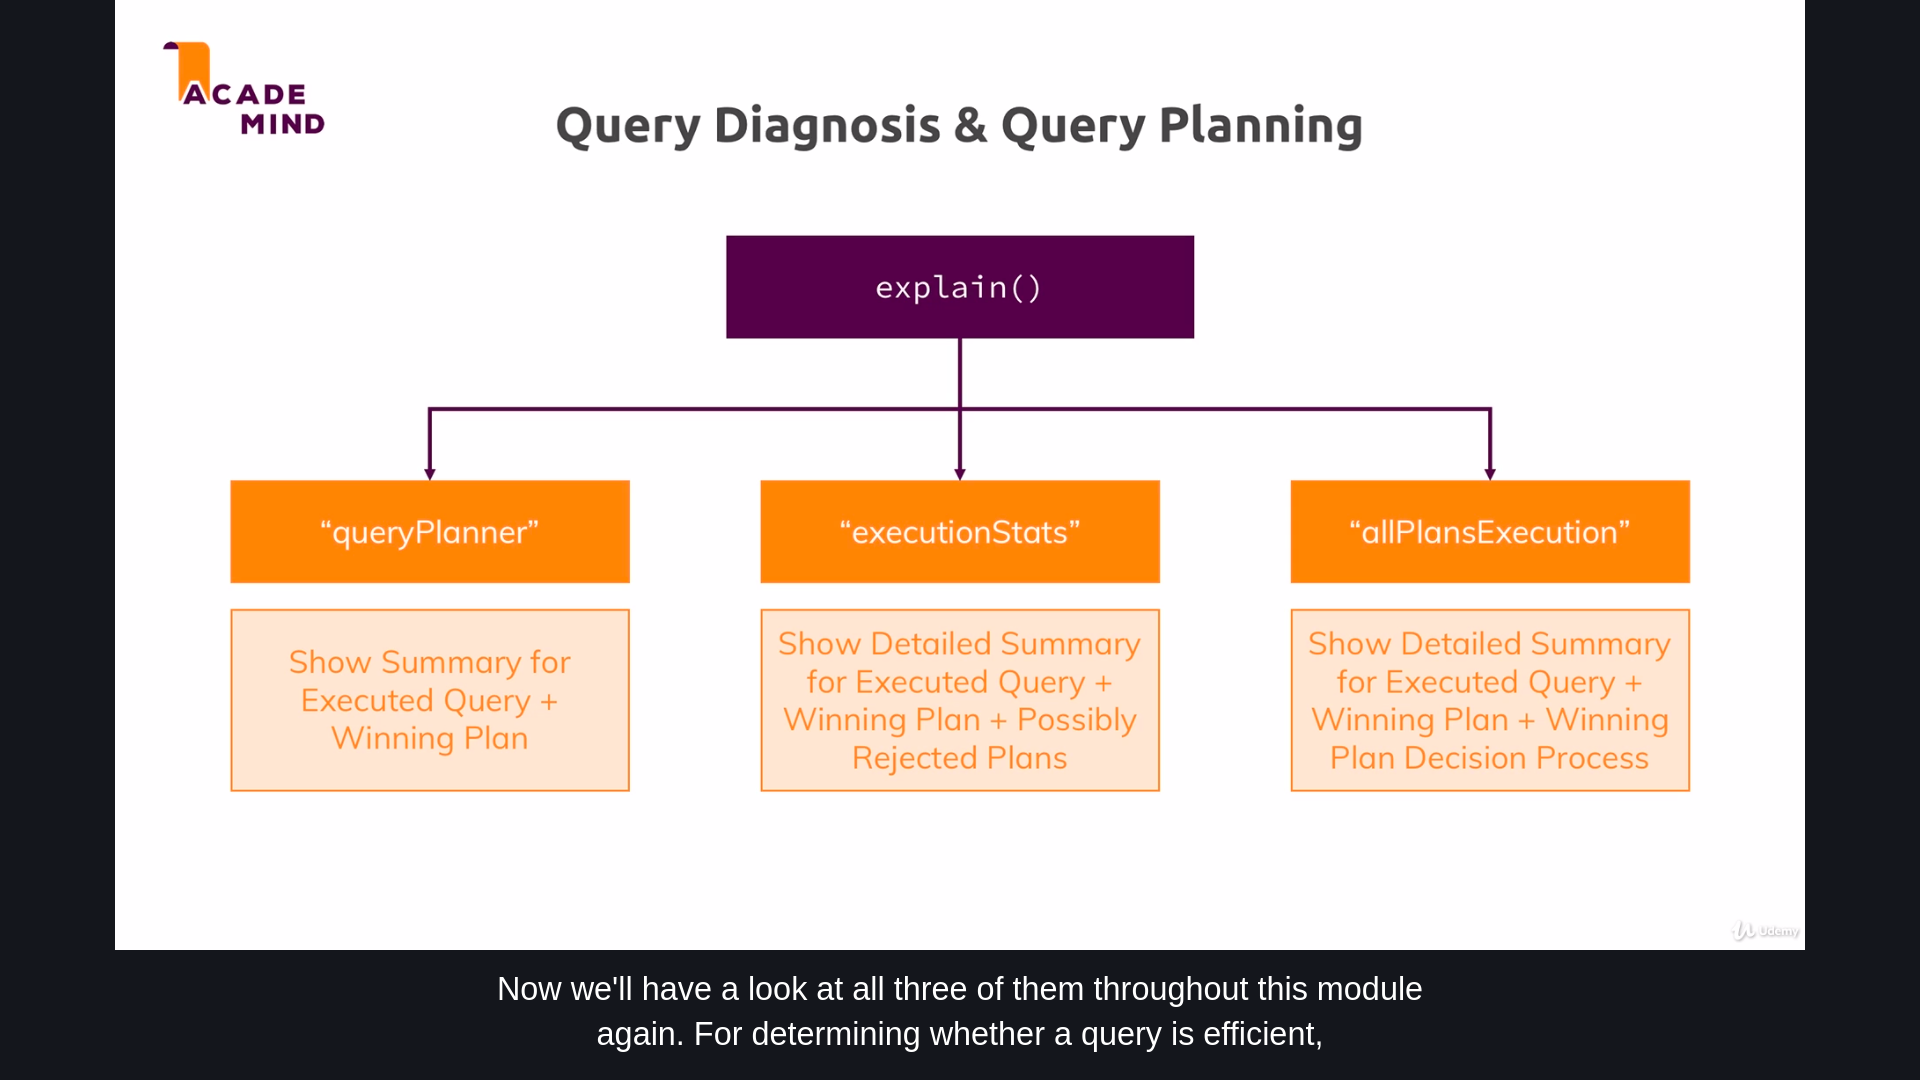 ACADE
MIND
Query Diagnosis & Query Planning
explain()
“queryPlanner”
“executionStats”
“allPlansExecution”
Show Summary for
Executed Query +
Winning Plan
Show Detailed Summary
for Executed Query +
Winning Plan + Possibly
Rejected Plans
Show Detailed Summary
for Executed Query +
Winning Plan + Winning
Plan Decision Process
Udemy
Now we'll have a look at all three of them throughout this module
again. For determining whether a query is efficient,